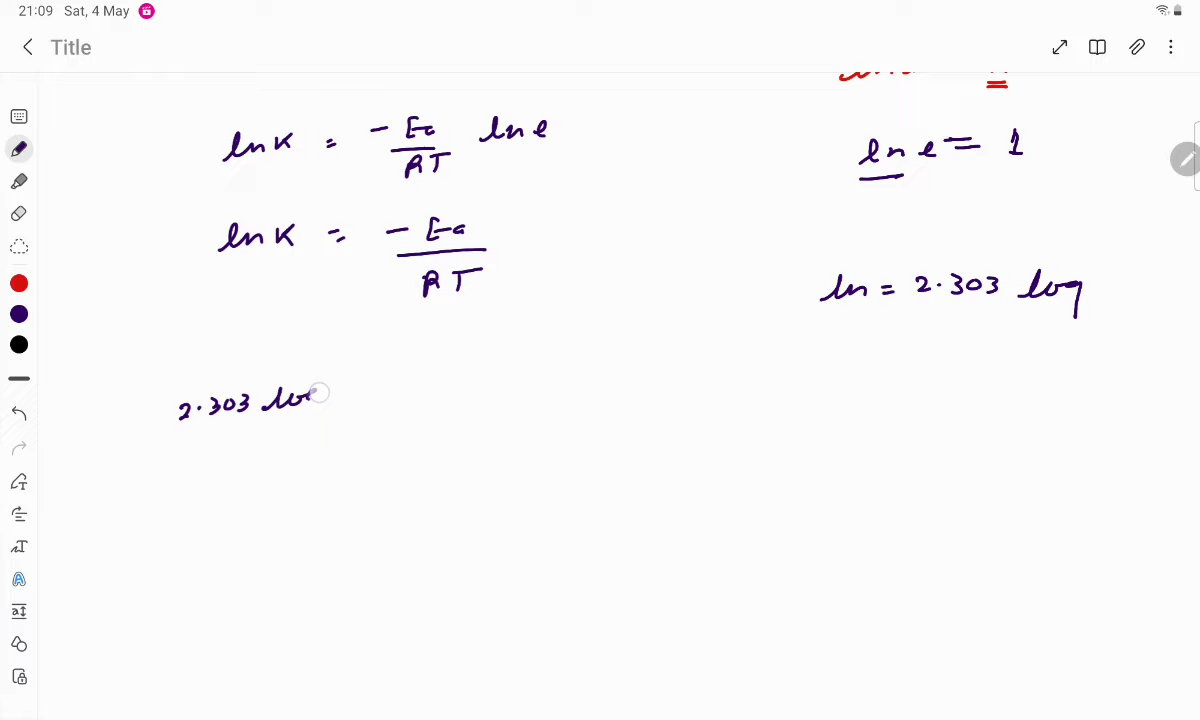 21:09 Sat, 4 May
Title
ln K = - Ea/RT ln e
ln e = 1
ln K = - Ea/RT
ln = 2.303 log
2.303 lo